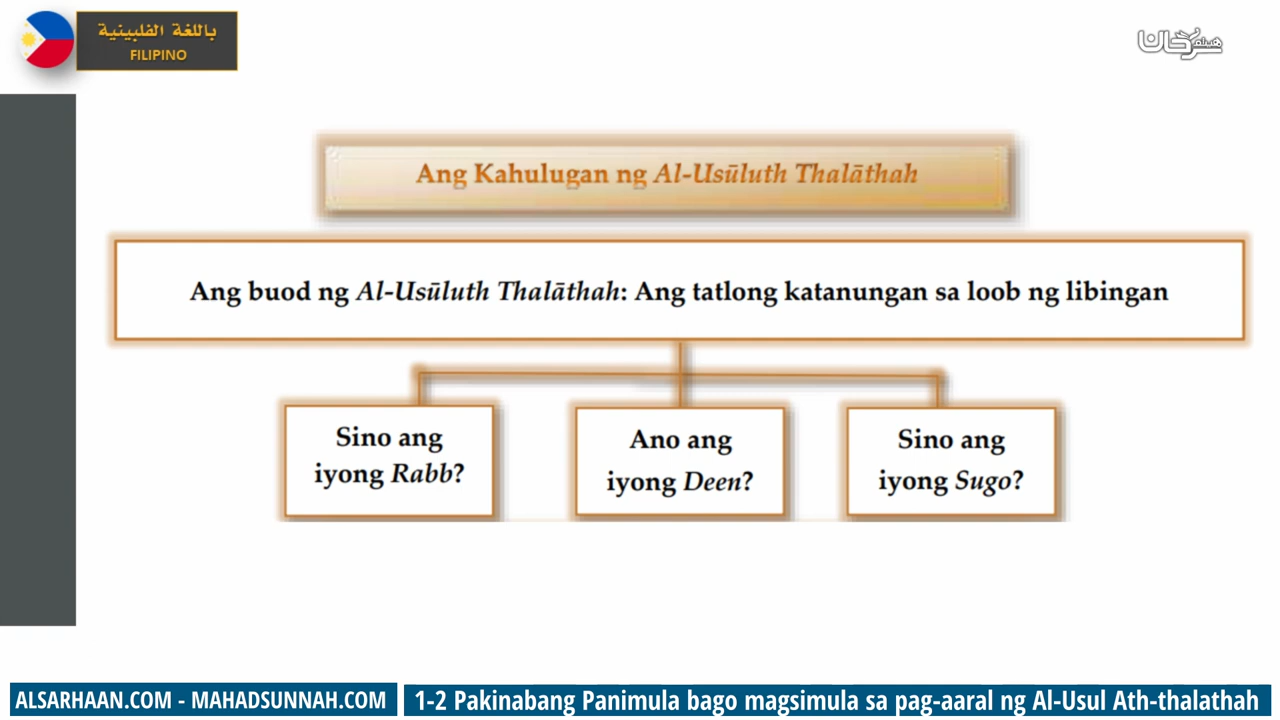 باللغة الفلبينية
FILIPINO
هيثم سرحان
Ang Kahulugan ng Al-Usūluth Thalāthah
Ang buod ng Al-Usūluth Thalāthah: Ang tatlong katanungan sa loob ng libingan
Sino ang
iyong Rabb?
Ano ang
iyong Deen?
Sino ang
iyong Sugo?
ALSARHAAN.COM - MAHADSUNNAH.COM
1-2 Pakinabang Panimula bago magsimula sa pag-aaral ng Al-Usul Ath-thalathah